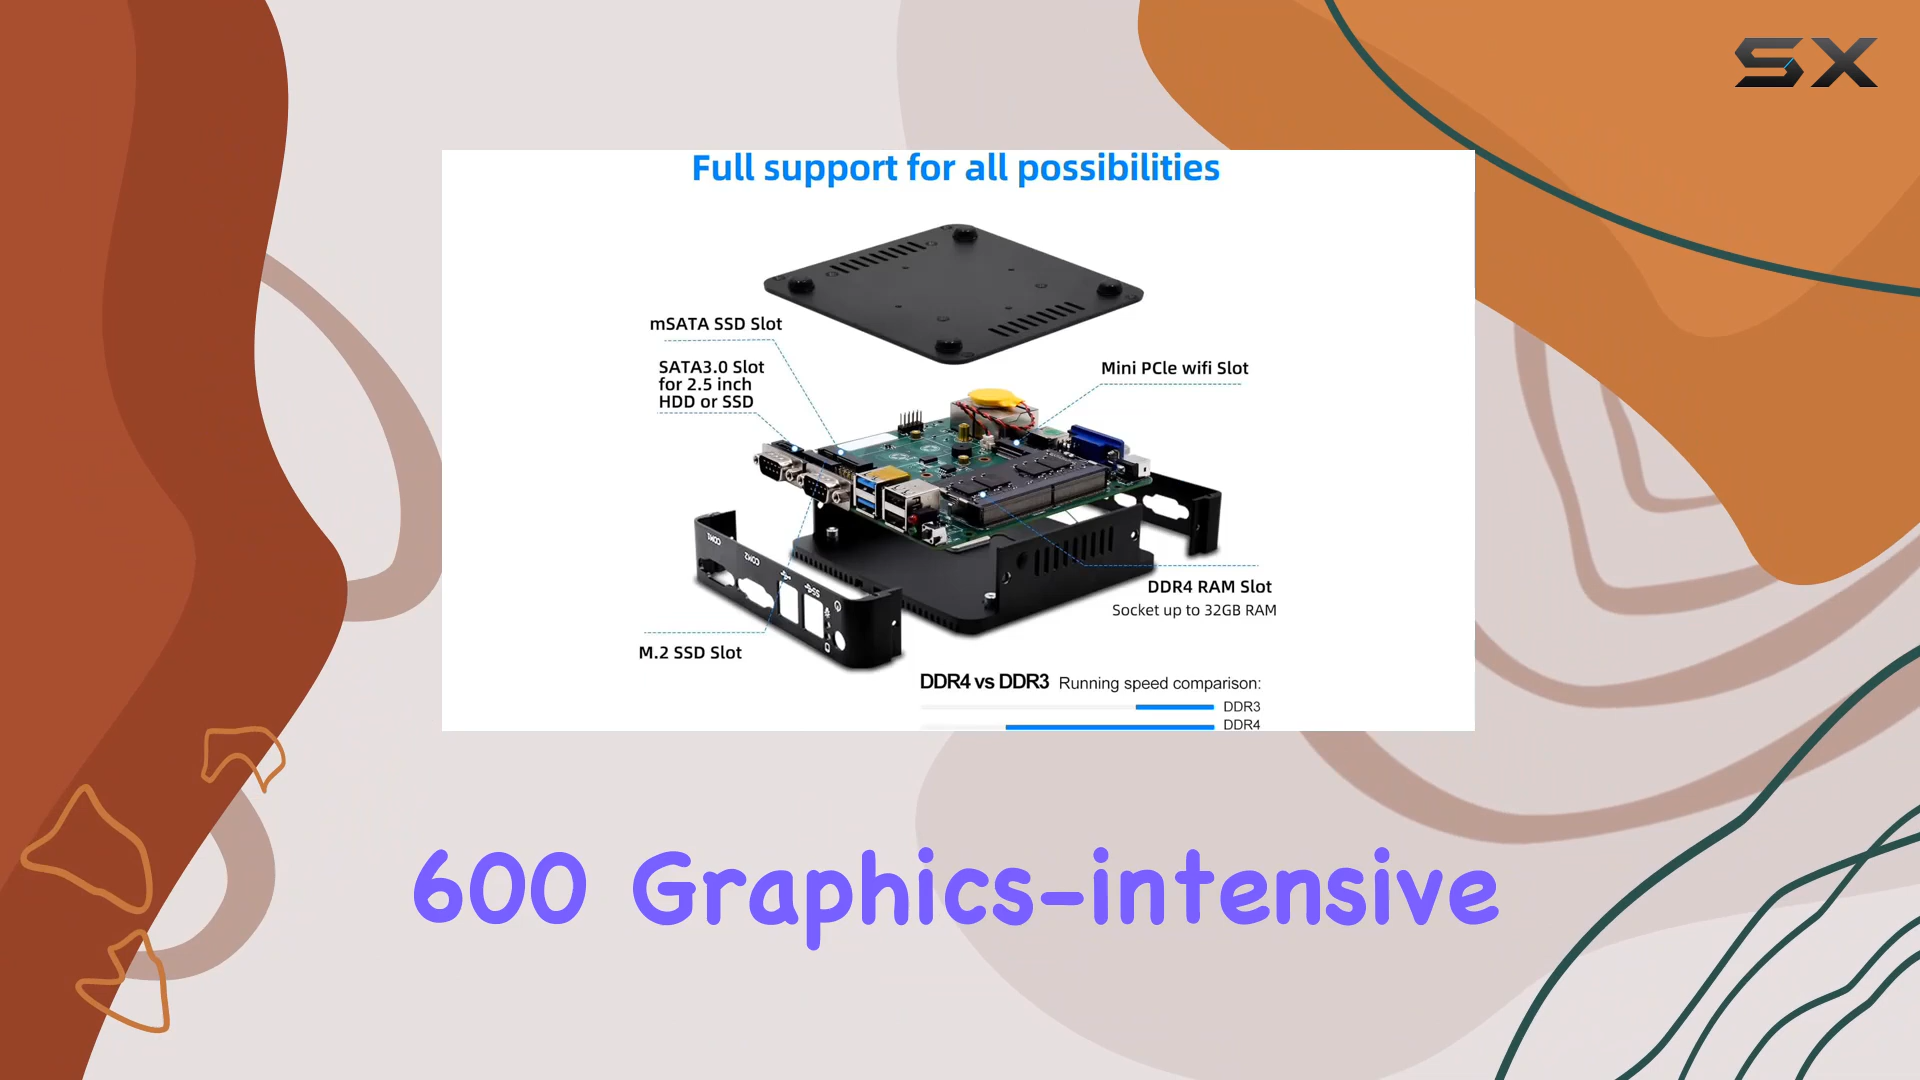 SX
Full support for all possibilities
mSATA SSD Slot
SATA3.0 Slot
for 2.5 inch
HDD or SSD
Mini PCle wifi Slot
COM1
COM2
DDR4 RAM Slot
Socket up to 32GB RAM
M.2 SSD Slot
DDR4 vs DDR3 Running speed comparison:
DDR3
DDR4
600 Graphics-intensive